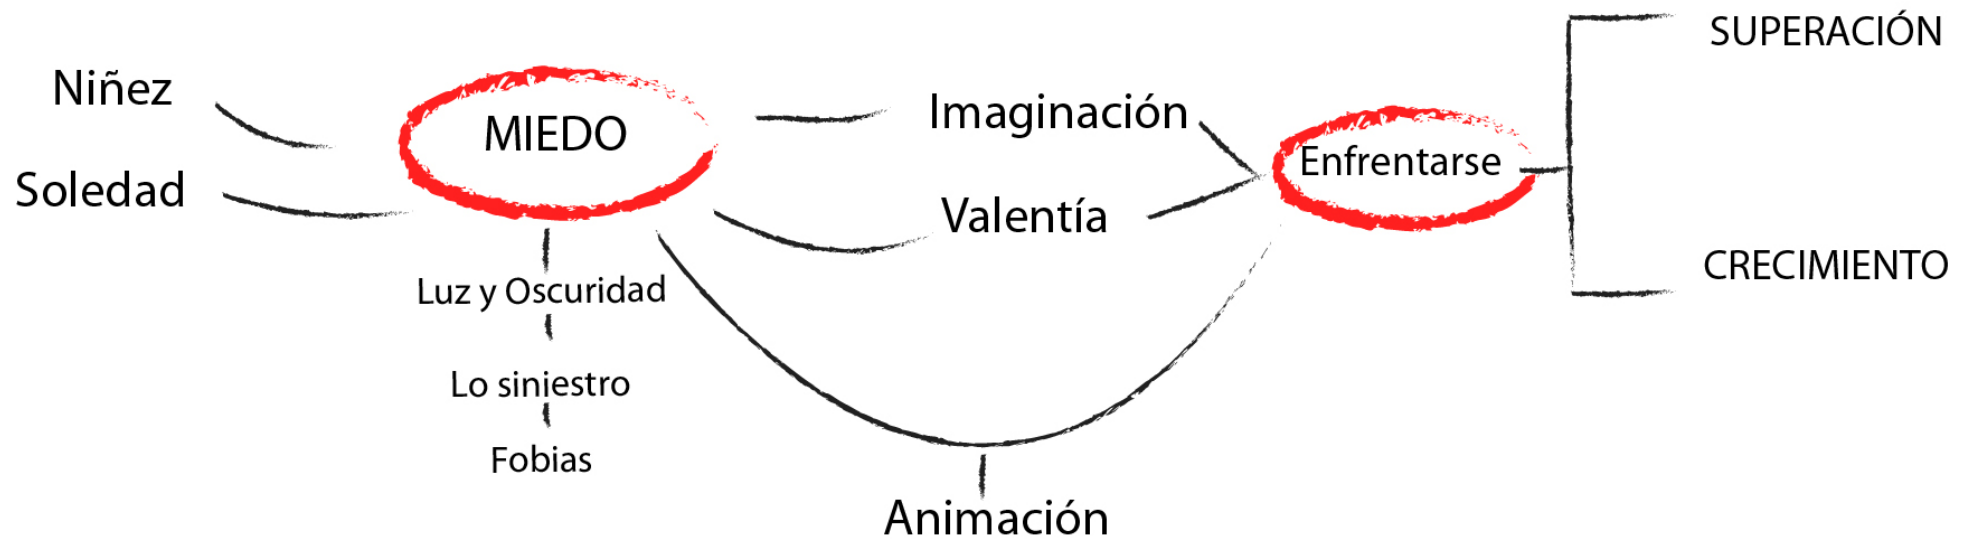 Niñez
Soledad
MIEDO
Luz y Oscuridad
Lo siniestro
Fobias
Imaginación
Valentía
Animación
Enfrentarse
SUPERACIÓN
CRECIMIENTO